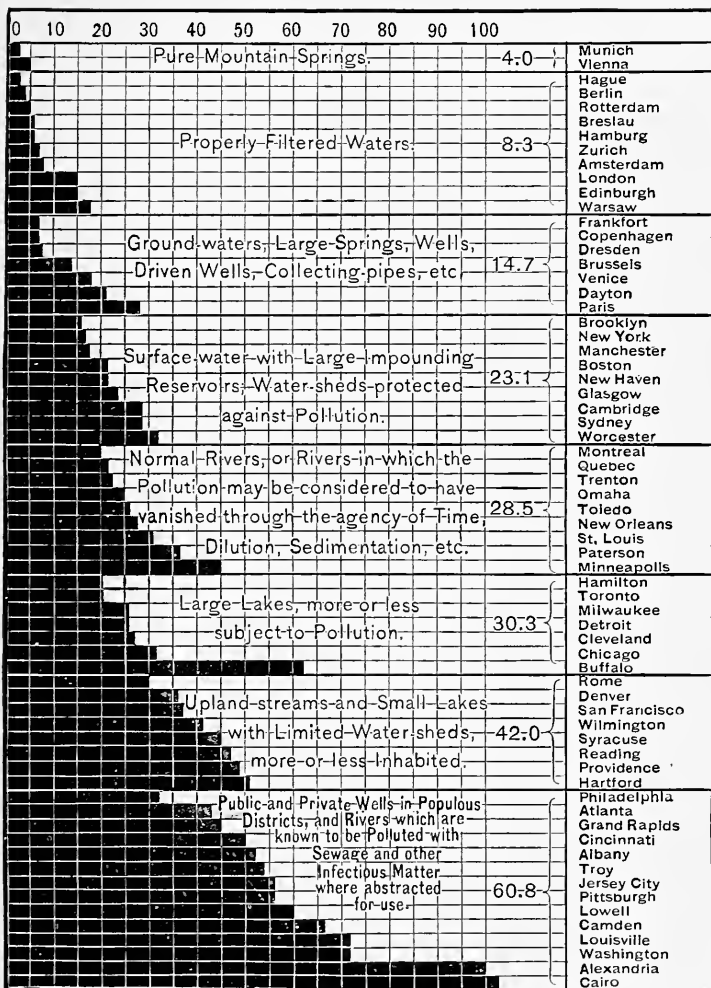 0 10 20 30 40 50 60 70 80 90 100
Pure Mountain Springs. 4.0
Munich
Vienna
Properly Filtered Waters. 8.3
Hague
Berlin
Rotterdam
Breslau
Hamburg
Zurich
Amsterdam
London
Edinburgh
Warsaw
Ground waters, Large Springs, Wells,
Driven Wells, Collecting pipes, etc. 14.7
Frankfort
Copenhagen
Dresden
Brussels
Venice
Dayton
Paris
Surface water with Large Impounding
Reservoirs; Water sheds protected 23.1
against Pollution.
Brooklyn
New York
Manchester
Boston
New Haven
Glasgow
Cambridge
Sydney
Worcester
Normal Rivers, or Rivers in which the
Pollution may be considered to have
vanished through the agency of Time, 28.5
Dilution, Sedimentation, etc.
Montreal
Quebec
Trenton
Omaha
Toledo
New Orleans
St. Louis
Paterson
Minneapolis
Large Lakes, more or less
subject to Pollution. 30.3
Hamilton
Toronto
Milwaukee
Detroit
Cleveland
Chicago
Buffalo
Upland streams and Small Lakes
with Limited Water sheds, 42.0
more or less Inhabited.
Rome
Denver
San Francisco
Wilmington
Syracuse
Reading
Providence
Hartford
Public and Private Wells in Populous
Districts, and Rivers which are
known to be Polluted with
Sewage and other
Infectious Matter
where abstracted 60.8
for use.
Philadelphia
Atlanta
Grand Rapids
Cincinnati
Albany
Troy
Jersey City
Pittsburgh
Lowell
Camden
Louisville
Washington
Alexandria
Cairo